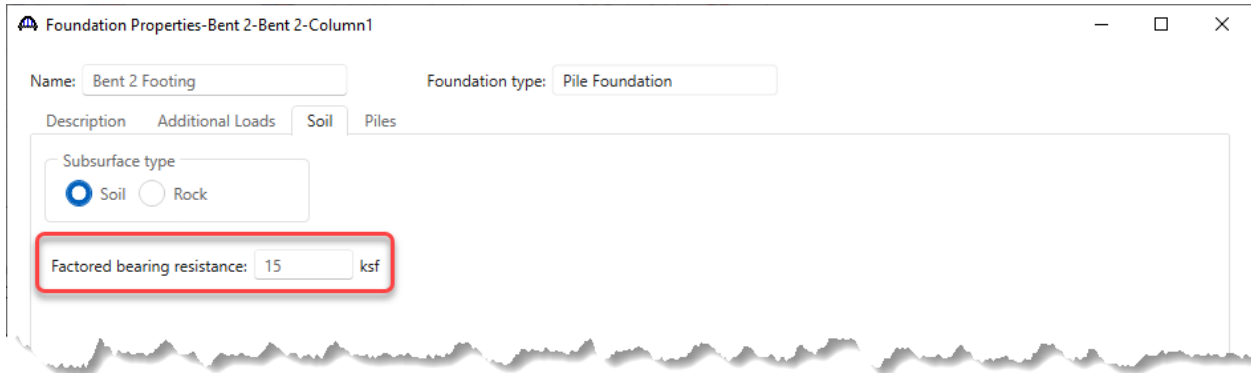 Foundation Properties-Bent 2-Bent 2-Column1
Name: Bent 2 Footing Foundation type: Pile Foundation
Description Additional Loads Soil Piles
Subsurface type
Soil Rock
Factored bearing resistance: 15 ksf